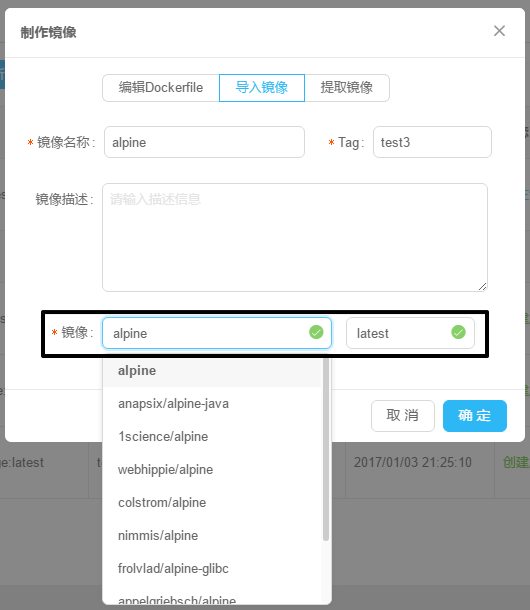 制作镜像
编辑Dockerfile 导入镜像 提取镜像
* 镜像名称: alpine * Tag: test3
镜像描述: 请输入描述信息
* 镜像: alpine latest
alpine
anapsix/alpine-java
1science/alpine
取 消 确 定
ge:latest 2017/01/03 21:25:10 创建
webhippie/alpine
colstrom/alpine
nimmis/alpine
frolvlad/alpine-glibc
appelgriebsch/alpine